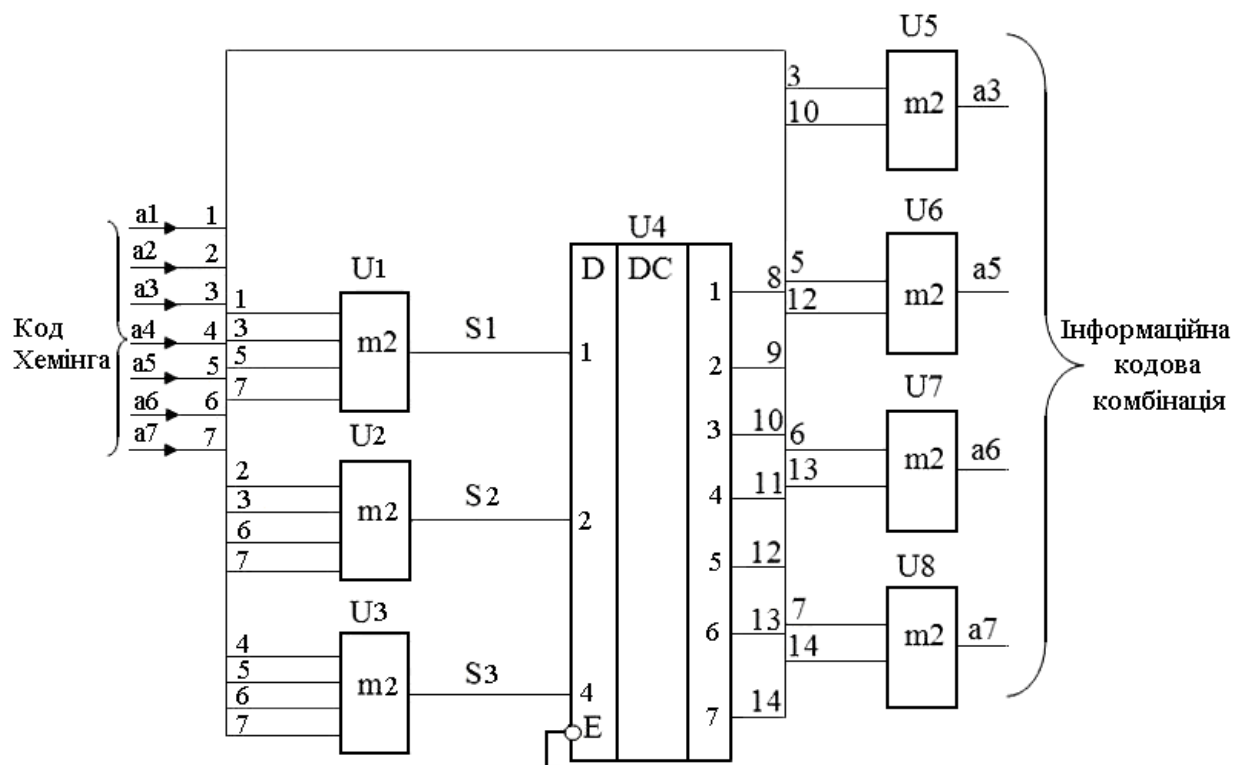 Код
Хемінга
a1
1
a2
2
a3
3
a4
4
a5
5
a6
6
a7
7
U1
1
3
5
7
m2
S1
U2
2
3
6
7
m2
S2
U3
4
5
6
7
m2
S3
U4
D
DC
1
2
4
E
1
2
3
4
5
6
7
8
9
10
11
12
13
14
U5
3
10
m2
a3
U6
5
12
m2
a5
U7
6
13
m2
a6
U8
7
14
m2
a7
Інформаційна
кодова
комбінація